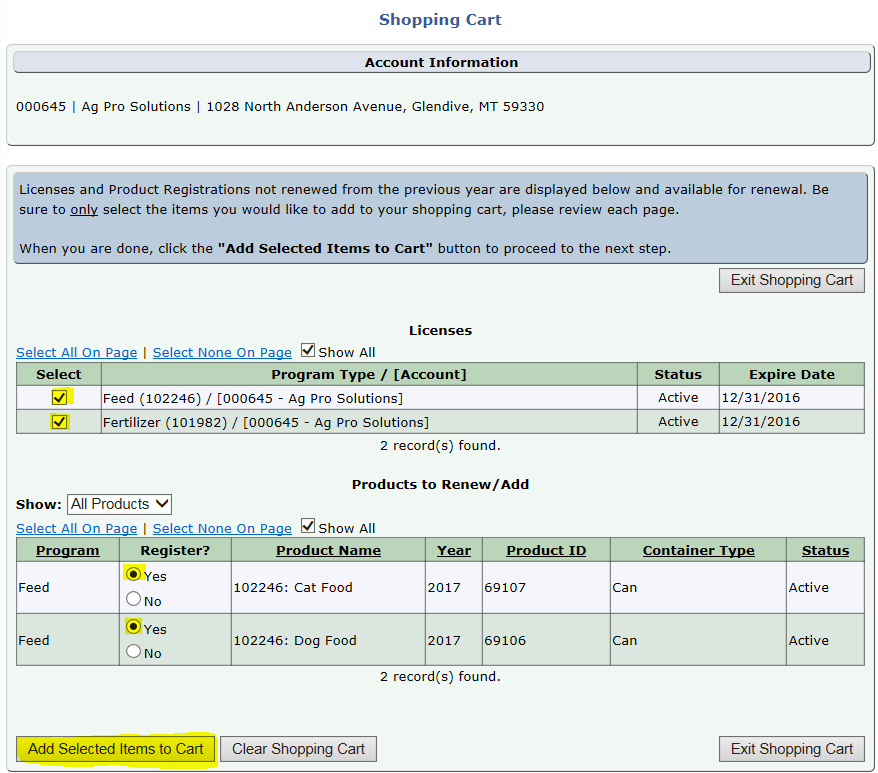 Shopping Cart
Account Information
000645 | Ag Pro Solutions | 1028 North Anderson Avenue, Glendive, MT 59330
Licenses and Product Registrations not renewed from the previous year are displayed below and available for renewal. Be
sure to only select the items you would like to add to your shopping cart, please review each page.
When you are done, click the "Add Selected Items to Cart" button to proceed to the next step.
Exit Shopping Cart
Licenses
Select All On Page | Select None On Page Show All
Select Program Type / [Account] Status Expire Date
Feed (102246) / [000645 - Ag Pro Solutions] Active 12/31/2016
Fertilizer (101982) / [000645 - Ag Pro Solutions] Active 12/31/2016
2 record(s) found.
Products to Renew/Add
Show: All Products
Select All On Page | Select None On Page Show All
Program Register? Product Name Year Product ID Container Type Status
Feed Yes No 102246: Cat Food 2017 69107 Can Active
Feed Yes No 102246: Dog Food 2017 69106 Can Active
2 record(s) found.
Add Selected Items to Cart Clear Shopping Cart Exit Shopping Cart